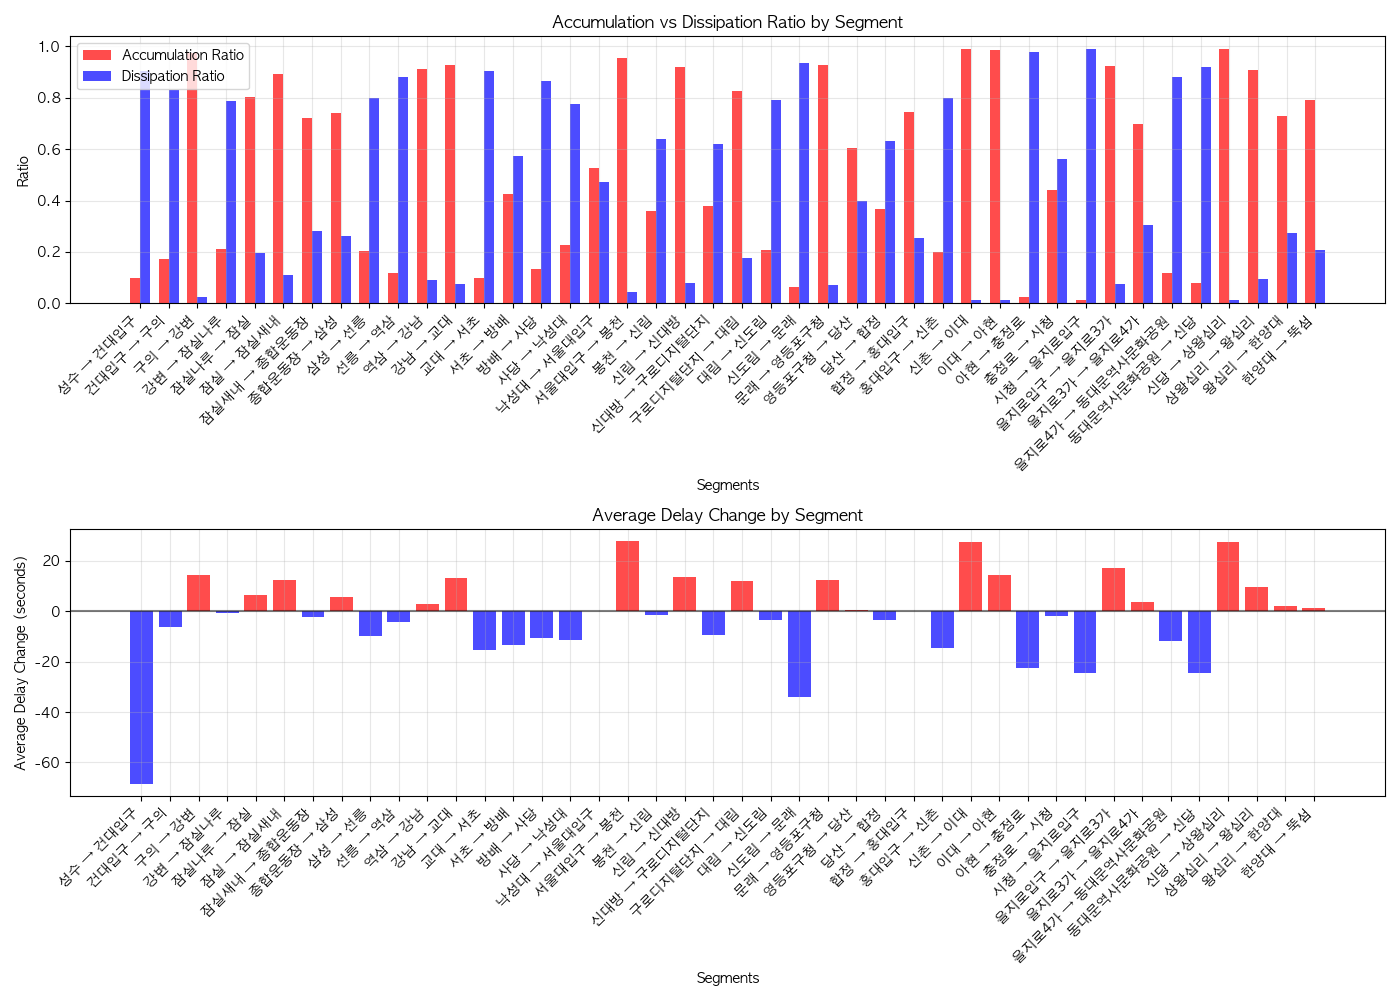 Accumulation vs Dissipation Ratio by Segment
Accumulation Ratio
Dissipation Ratio
Ratio
1.0
0.8
0.6
0.4
0.2
0.0
성수 → 건대입구
건대입구 → 구의
구의 → 강변
강변 → 잠실나루
잠실나루 → 잠실
잠실 → 잠실새내
잠실새내 → 종합운동장
종합운동장 → 삼성
삼성 → 선릉
선릉 → 역삼
역삼 → 강남
강남 → 교대
교대 → 서초
서초 → 방배
방배 → 사당
사당 → 낙성대
낙성대 → 서울대입구
서울대입구 → 봉천
봉천 → 신림
신림 → 신대방
신대방 → 구로디지털단지
구로디지털단지 → 대림
대림 → 신도림
신도림 → 문래
문래 → 영등포구청
영등포구청 → 당산
당산 → 합정
합정 → 홍대입구
홍대입구 → 신촌
신촌 → 이대
이대 → 아현
아현 → 충정로
충정로 → 시청
시청 → 을지로입구
을지로입구 → 을지로3가
을지로3가 → 을지로4가
을지로4가 → 동대문역사문화공원
동대문역사문화공원 → 신당
신당 → 상왕십리
상왕십리 → 왕십리
왕십리 → 한양대
한양대 → 뚝섬
Segments
Average Delay Change by Segment
Average Delay Change (seconds)
20
0
-20
-40
-60
성수 → 건대입구
건대입구 → 구의
구의 → 강변
강변 → 잠실나루
잠실나루 → 잠실
잠실 → 잠실새내
잠실새내 → 종합운동장
종합운동장 → 삼성
삼성 → 선릉
선릉 → 역삼
역삼 → 강남
강남 → 교대
교대 → 서초
서초 → 방배
방배 → 사당
사당 → 낙성대
낙성대 → 서울대입구
서울대입구 → 봉천
봉천 → 신림
신림 → 신대방
신대방 → 구로디지털단지
구로디지털단지 → 대림
대림 → 신도림
신도림 → 문래
문래 → 영등포구청
영등포구청 → 당산
당산 → 합정
합정 → 홍대입구
홍대입구 → 신촌
신촌 → 이대
이대 → 아현
아현 → 충정로
충정로 → 시청
시청 → 을지로입구
을지로입구 → 을지로3가
을지로3가 → 을지로4가
을지로4가 → 동대문역사문화공원
동대문역사문화공원 → 신당
신당 → 상왕십리
상왕십리 → 왕십리
왕십리 → 한양대
한양대 → 뚝섬
Segments